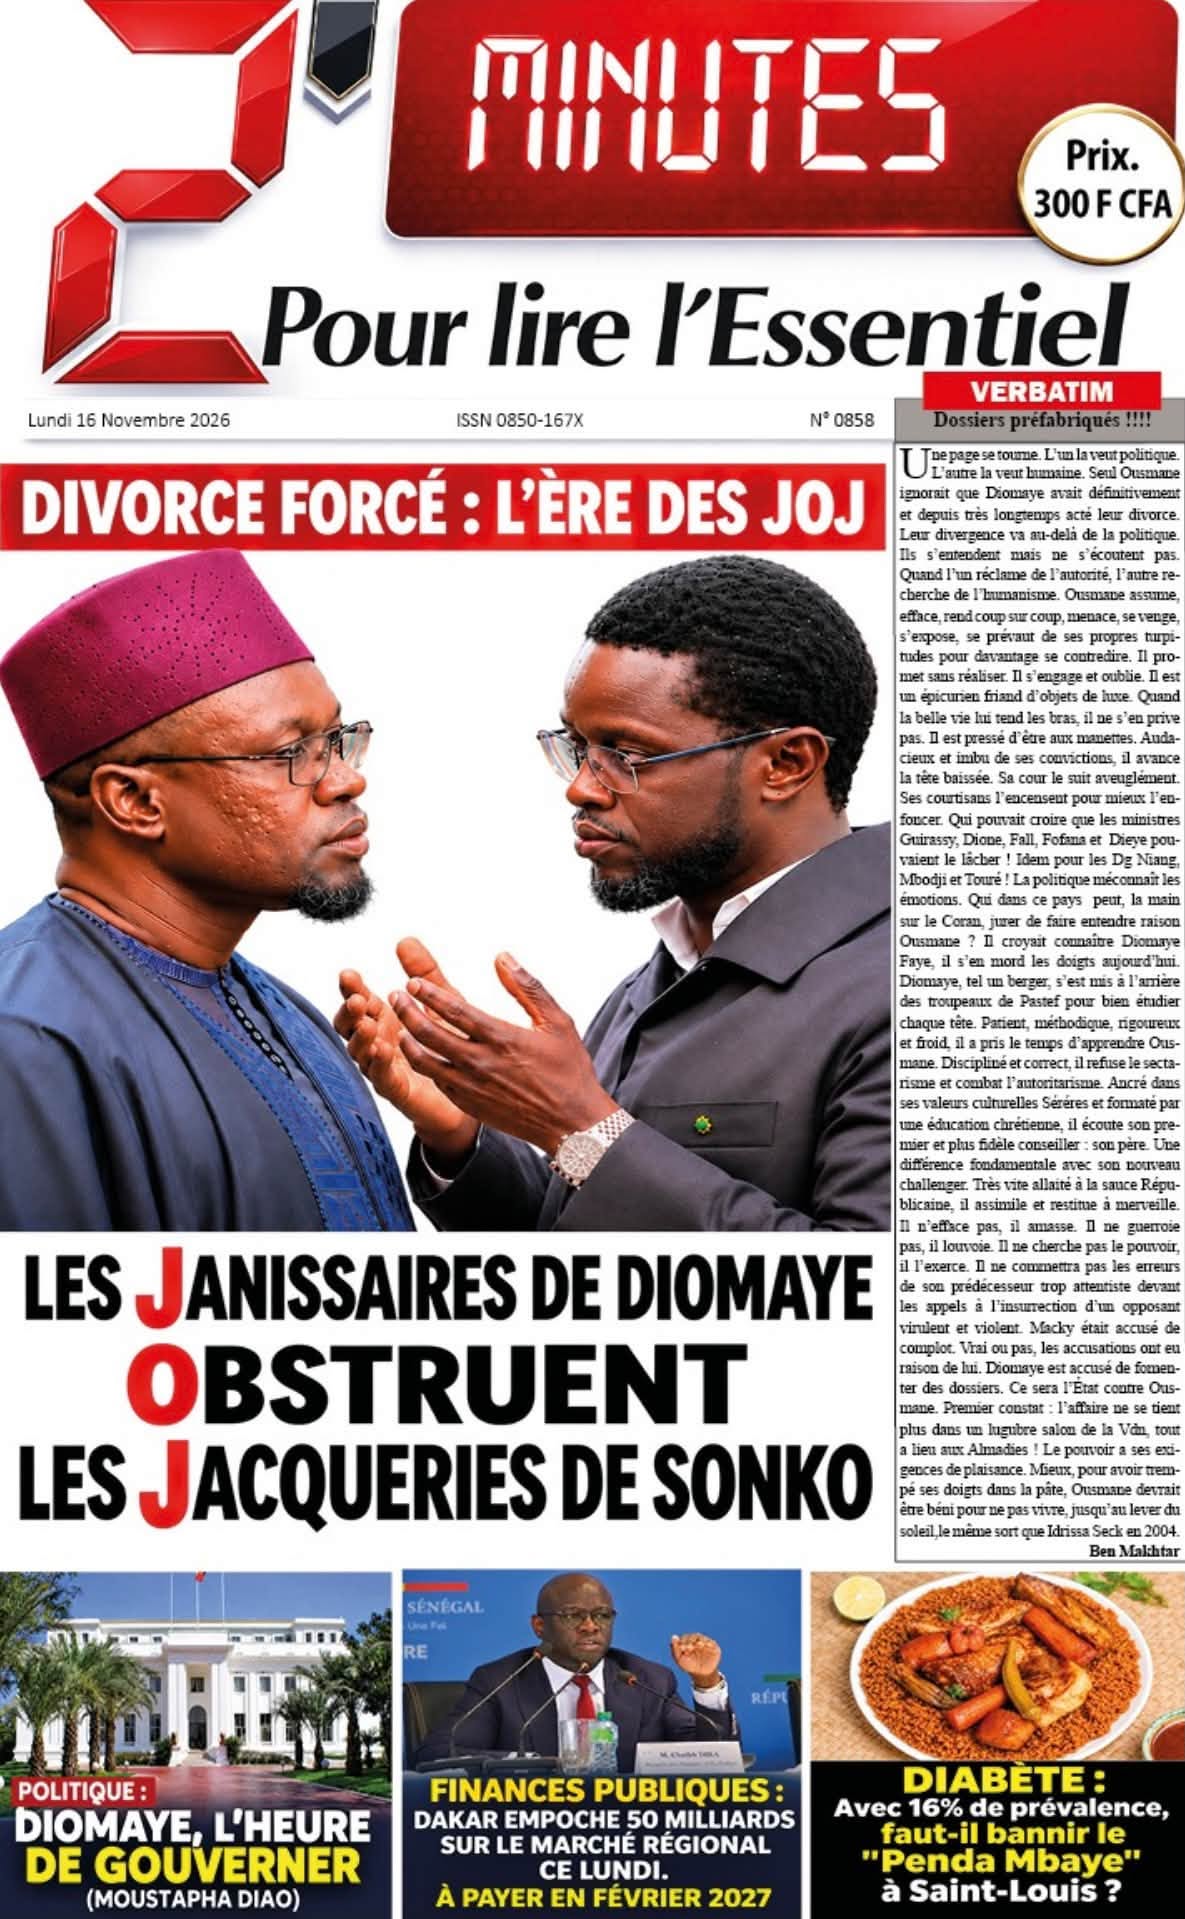 2' MINUTES
Prix.
300 F CFA
Pour lire l'Essentiel
Lundi 16 Novembre 2026
ISSN 0850-167X
N° 0858
VERBATIM
Dossiers préfabriqués !!!!
DIVORCE FORCÉ : L'ÈRE DES JOJ
Une page se tourne. L'un la veut politique.
L'autre la veut humaine. Seul Ousmane
ignorait que Diomaye avait définitivement
et depuis très longtemps acté leur divorce.
Leur divergence va au-delà de la politique.
Ils s'entendent mais ne s'écoutent pas.
Quand l'un réclame de l'autorité, l'autre re-
cherche de l'humanisme. Ousmane assume,
efface, rend coup sur coup, menace, se venge,
s'expose, se prévaut de ses propres turpi-
tudes pour davantage se contredire. Il pro-
met sans réaliser. Il s'engage et oublie. Il est
un épicurien friand d'objets de luxe. Quand
la belle vie lui tend les bras, il ne s'en prive
pas. Il est pressé d'être aux manettes. Auda-
cieux et imbu de ses convictions, il avance
la tête baissée. Sa cour le suit aveuglément.
Ses courtisans l'encensent pour mieux l'en-
foncer. Qui pouvait croire que les ministres
Guirassy, Dione, Fall, Fofana et Dieye pou-
vaient le lâcher ! Idem pour les Dg Niang,
Mbodji et Touré ! La politique méconnaît les
émotions. Qui dans ce pays peut, la main
sur le Coran, jurer de faire entendre raison
Ousmane ? Il croyait connaître Diomaye
Faye, il s'en mord les doigts aujourd'hui.
Diomaye, tel un berger, s'est mis à l'arrière
des troupeaux de Pastef pour bien étudier
chaque tête. Patient, méthodique, rigoureux
et froid, il a pris le temps d'apprendre Ous-
mane. Discipliné et correct, il refuse le secta-
risme et combat l'autoritarisme. Ancré dans
ses valeurs culturelles Sérères et formaté par
une éducation chrétienne, il écoute son pre-
mier et plus fidèle conseiller : son père. Une
différence fondamentale avec son nouveau
challenger. Très vite allaité à la sauce Répu-
blicaine, il assimile et restitue à merveille.
Il n'efface pas, il amasse. Il ne guerroie
pas, il louvoie. Il ne cherche pas le pouvoir,
il l'exerce. Il ne commettra pas les erreurs
de son prédécesseur trop attentiste devant
les appels à l'insurrection d'un opposant
virulent et violent. Macky était accusé de
complot. Vrai ou pas, les accusations ont eu
raison de lui. Diomaye est accusé de fomen-
ter des dossiers. Ce sera l'État contre Ous-
mane. Premier constat : l'affaire ne se tient
plus dans un lugubre salon de la Vdn, tout
a lieu aux Almadies ! Le pouvoir a ses exi-
gences de plaisance. Mieux, pour avoir trem-
pé ses doigts dans la pâte, Ousmane devrait
être béni pour ne pas vivre, jusqu'au lever du
soleil,le même sort que Idrissa Seck en 2004.
Ben Makhtar
LES JANISSAIRES DE DIOMAYE
OBSTRUENT
LES JACQUERIES DE SONKO
POLITIQUE :
DIOMAYE, L'HEURE
DE GOUVERNER
(MOUSTAPHA DIAO)
SÉNÉGAL
RE
RÉPU
FINANCES PUBLIQUES :
DAKAR EMPOCHE 50 MILLIARDS
SUR LE MARCHÉ RÉGIONAL
CE LUNDI.
À PAYER EN FÉVRIER 2027
DIABÈTE :
Avec 16% de prévalence,
faut-il bannir le
"Penda Mbaye"
à Saint-Louis ?